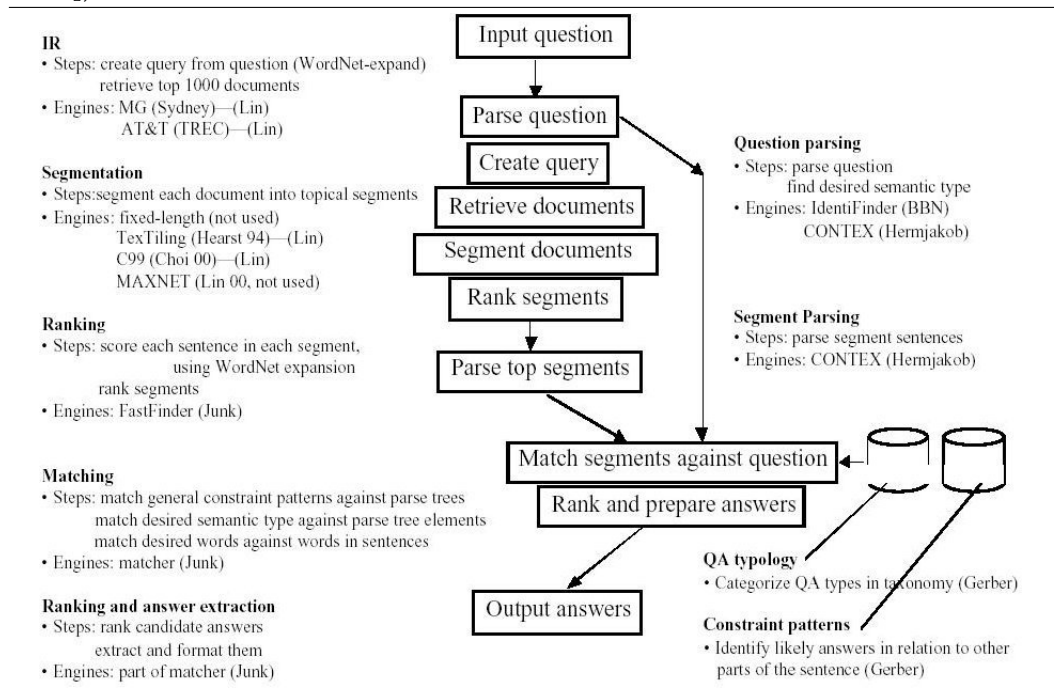 IR
• Steps: create query from question (WordNet-expand)
retrieve top 1000 documents
• Engines: MG (Sydney)—(Lin)
AT&T (TREC)—(Lin)
Segmentation
• Steps:segment each document into topical segments
• Engines: fixed-length (not used)
TexTiling (Hearst 94)—(Lin)
C99 (Choi 00)—(Lin)
MAXNET (Lin 00, not used)
Ranking
• Steps: score each sentence in each segment,
using WordNet expansion
rank segments
• Engines: FastFinder (Junk)
Matching
• Steps: match general constraint patterns against parse trees
match desired semantic type against parse tree elements
match desired words against words in sentences
• Engines: matcher (Junk)
Ranking and answer extraction
• Steps: rank candidate answers
extract and format them
• Engines: part of matcher (Junk)
Input question
Parse question
Create query
Retrieve documents
Segment documents
Rank segments
Parse top segments
Match segments against question
Rank and prepare answers
Output answers
Question parsing
• Steps: parse question
find desired semantic type
• Engines: IdentiFinder (BBN)
CONTEX (Hermjakob)
Segment Parsing
• Steps: parse segment sentences
• Engines: CONTEX (Hermjakob)
QA typology
• Categorize QA types in taxonomy (Gerber)
Constraint patterns
• Identify likely answers in relation to other
parts of the sentence (Gerber)